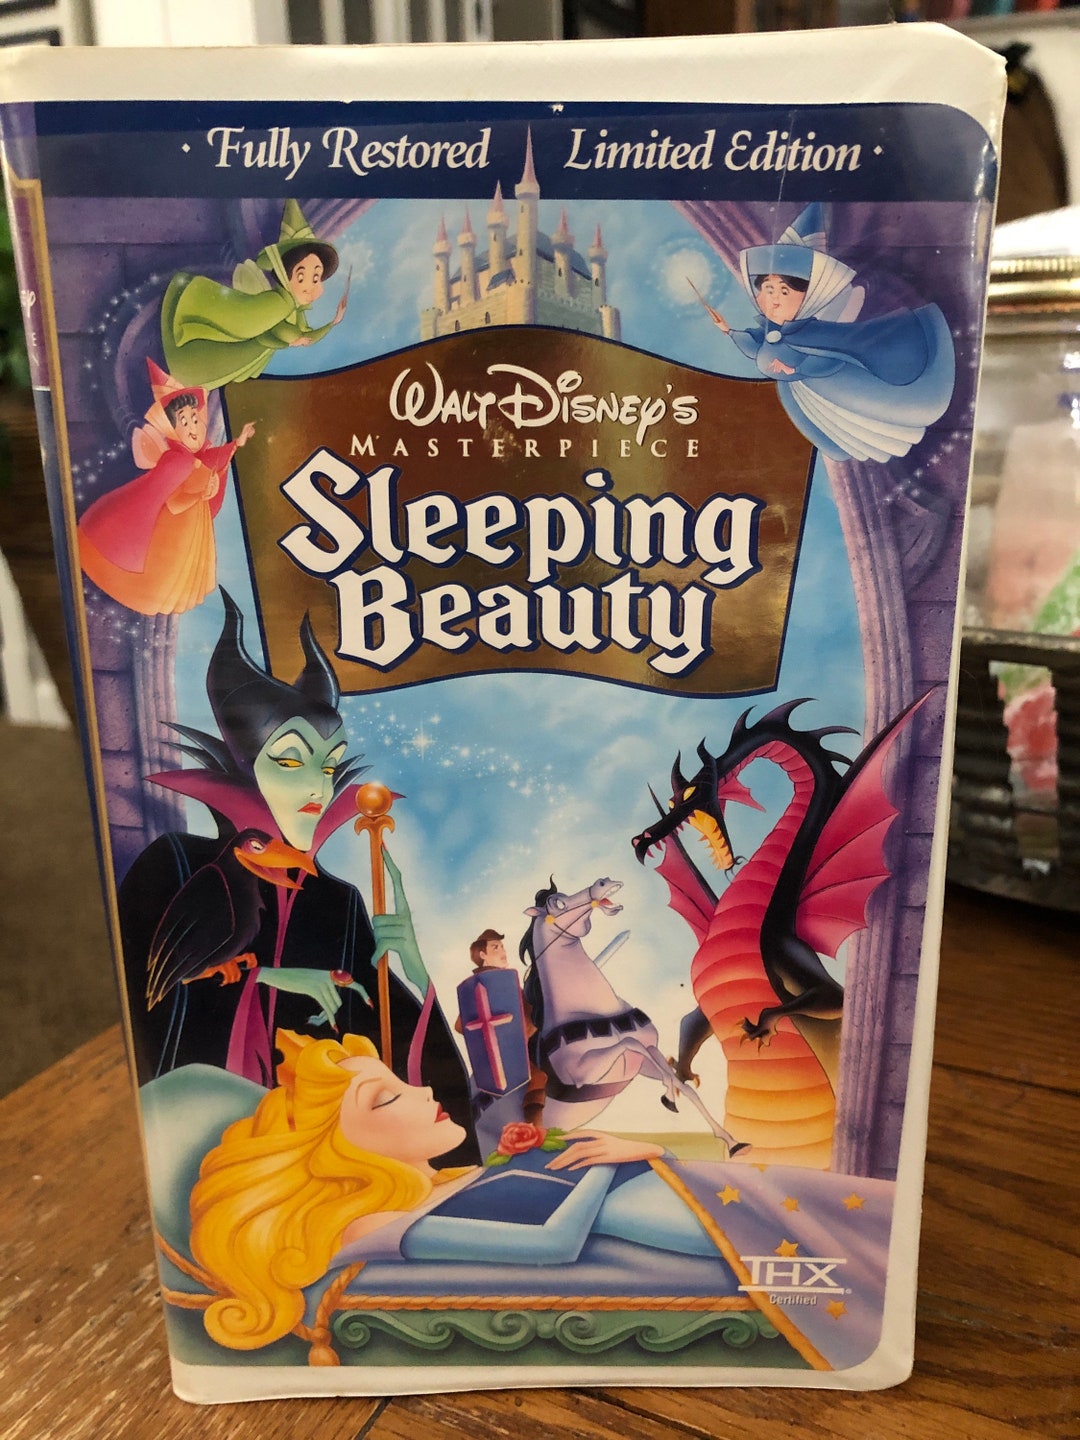 · Fully Restored Limited Edition ·
WALT DISNEY'S
MASTERPIECE
Sleeping
Beauty
THX
Certified